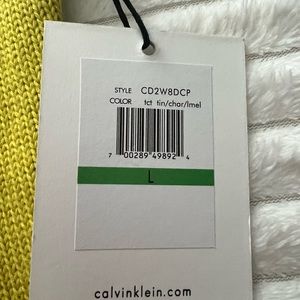 STYLE CD2W8DCP
COLOR tct tin/char/lmel
7 00289 49892 4
L
calvinklein.com